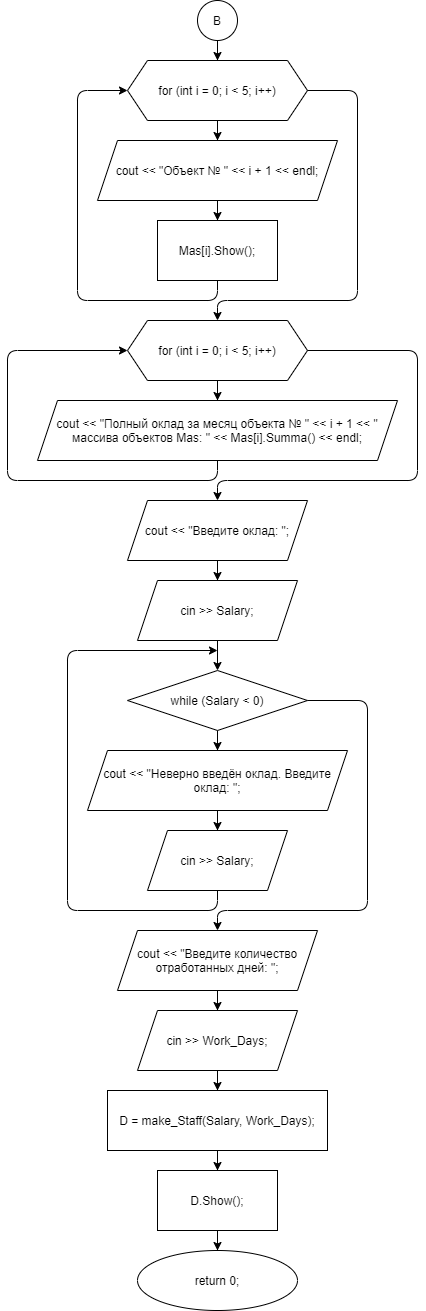 B
for (int i = 0; i < 5; i++)
cout << "Объект № " << i + 1 << endl;
Mas[i].Show();
for (int i = 0; i < 5; i++)
cout << "Полный оклад за месяц объекта № " << i + 1 << "
массива объектов Mas: " << Mas[i].Summa() << endl;
cout << "Введите оклад: ";
cin >> Salary;
while (Salary < 0)
cout << "Неверно введён оклад. Введите
оклад: ";
cin >> Salary;
cout << "Введите количество
отработанных дней: ";
cin >> Work_Days;
D = make_Staff(Salary, Work_Days);
D.Show();
return 0;